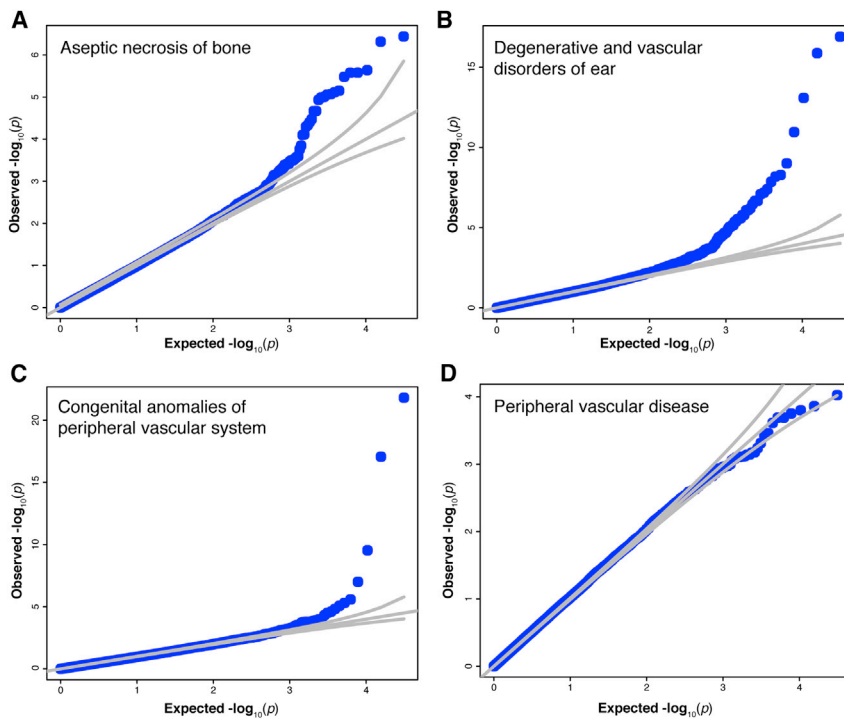 A
Aseptic necrosis of bone
Observed -log10(p)
0 1 2 3 4 5 6
0 1 2 3 4
Expected -log10(p)
B
Degenerative and vascular
disorders of ear
Observed -log10(p)
0 5 10 15
0 1 2 3 4
Expected -log10(p)
C
Congenital anomalies of
peripheral vascular system
Observed -log10(p)
0 5 10 15 20
0 1 2 3 4
Expected -log10(p)
D
Peripheral vascular disease
Observed -log10(p)
0 1 2 3 4
0 1 2 3 4
Expected -log10(p)